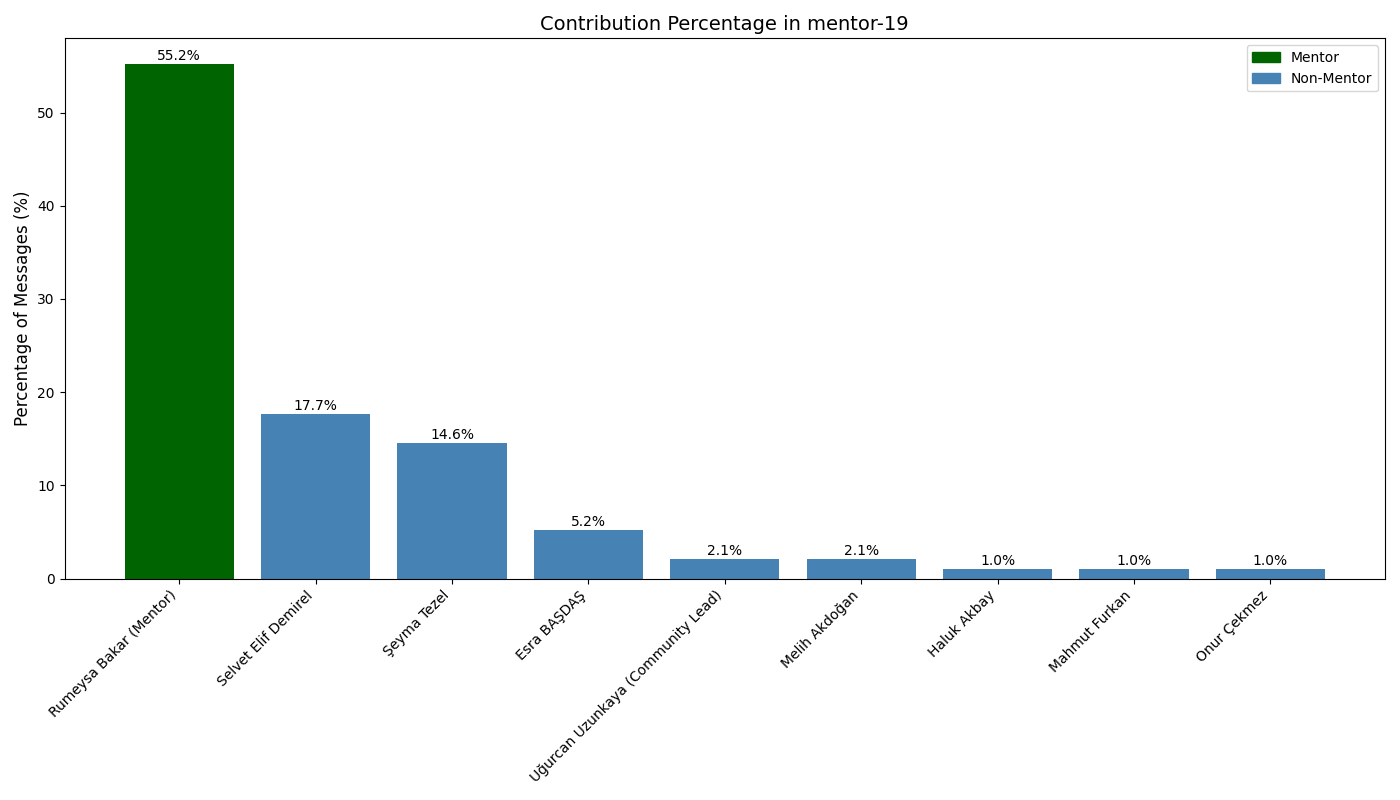 Contribution Percentage in mentor-19
Percentage of Messages (%)
50
40
30
20
10
0
55.2%
17.7%
14.6%
5.2%
2.1%
2.1%
1.0%
1.0%
1.0%
Mentor
Non-Mentor
Rumeysa Bakar (Mentor)
Selvet Elif Demirel
Şeyma Tezel
Esra BAŞDAŞ
Uğurcan Uzunkaya (Community Lead)
Melih Akdoğan
Haluk Akbay
Mahmut Furkan
Onur Çekmez